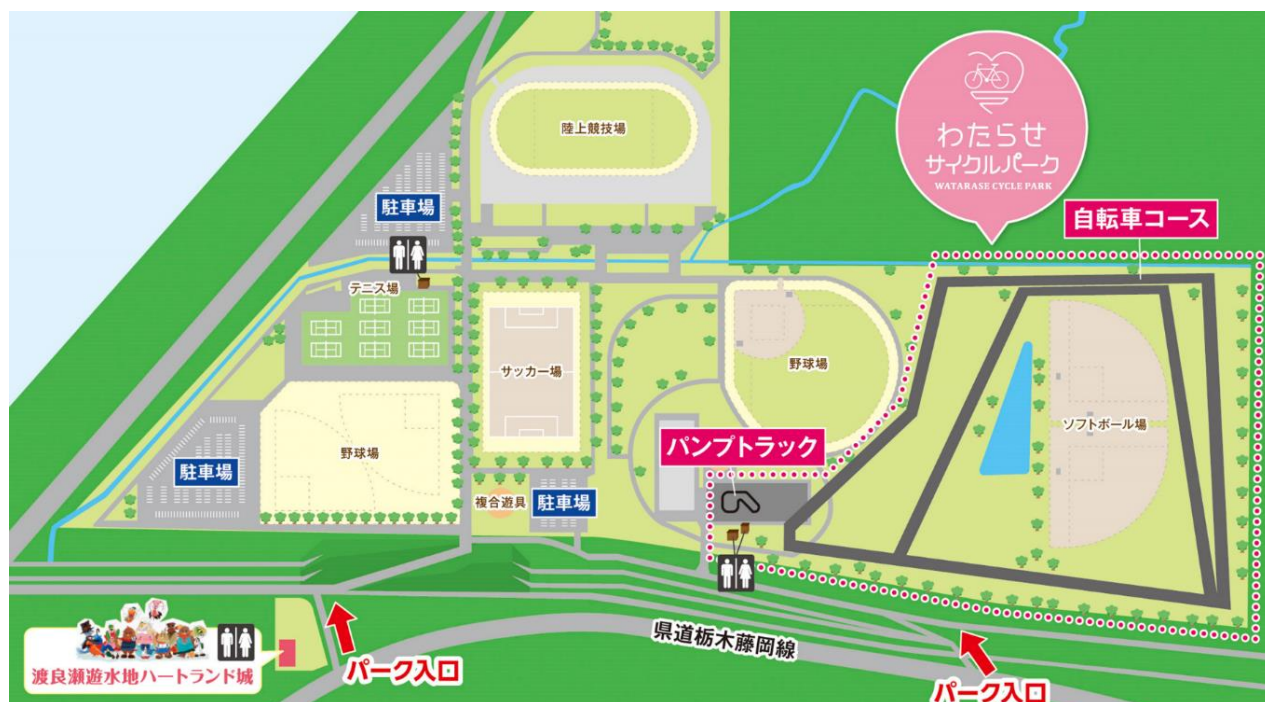 陸上競技場
わたらせ
サイクルパーク
WATARASE CYCLE PARK
駐車場
自転車コース
テニス場
サッカー場
野球場
ソフトボール場
パンプトラック
野球場
駐車場
複合遊具
駐車場
県道栃木藤岡線
渡良瀬遊水地ハートランド城
パーク入口
パーク入口